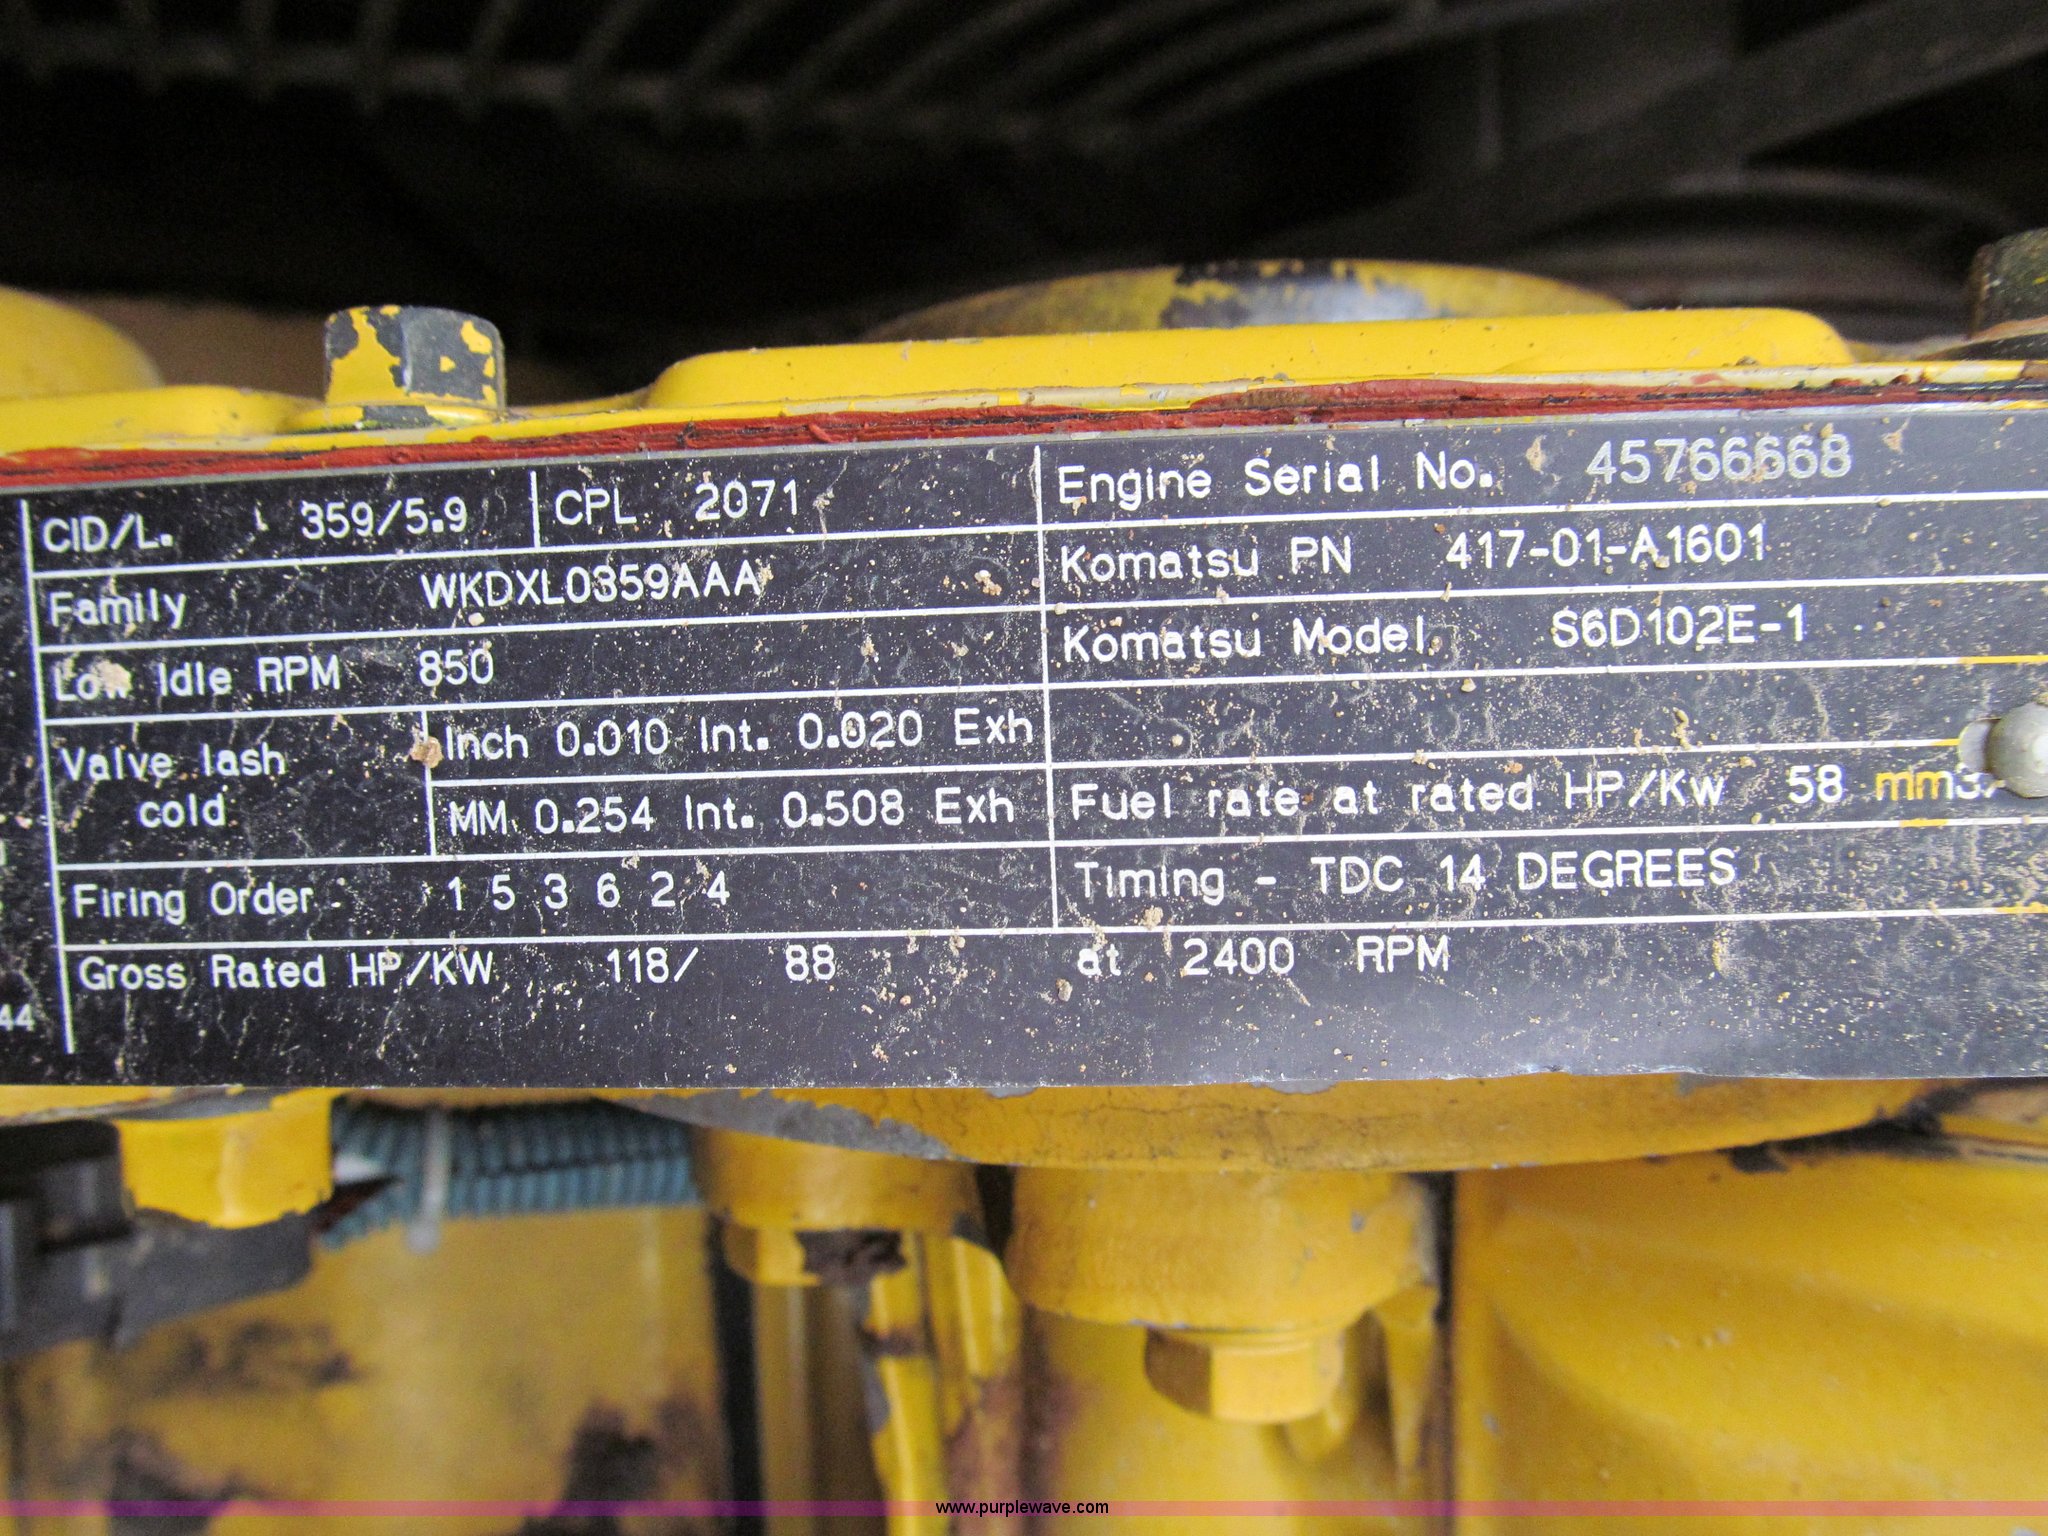 CID/L. 359/5.9 CPL 2071
Family WKDXL0359AAA
Low Idle RPM 850
Valve lash cold
Inch 0.010 Int. 0.020 Exh
MM 0.254 Int. 0.508 Exh
Firing Order 1 5 3 6 2 4
Gross Rated HP/KW 118/ 88 at 2400 RPM
Engine Serial No. 45766668
Komatsu PN 417-01-A1601
Komatsu Model S6D102E-1
Fuel rate at rated HP/Kw 58 mm3/
Timing - TDC 14 DEGREES
44
www.purplewave.com